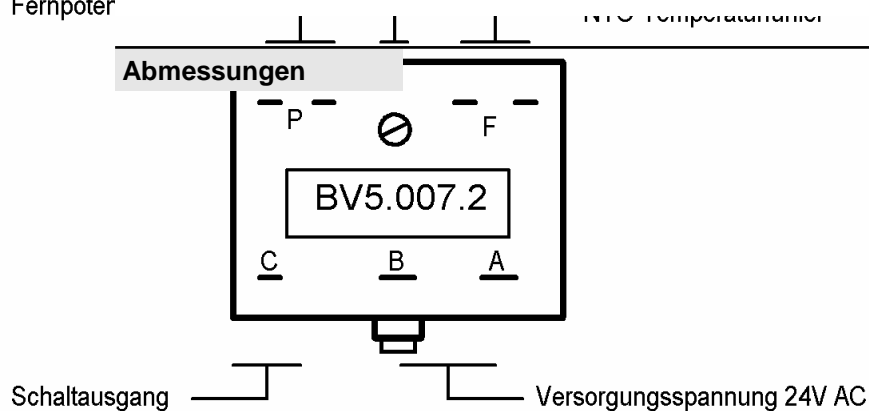 Fernpoter
Abmessungen
P F
BV5.007.2
C B A
Schaltausgang Versorgungsspannung 24V AC